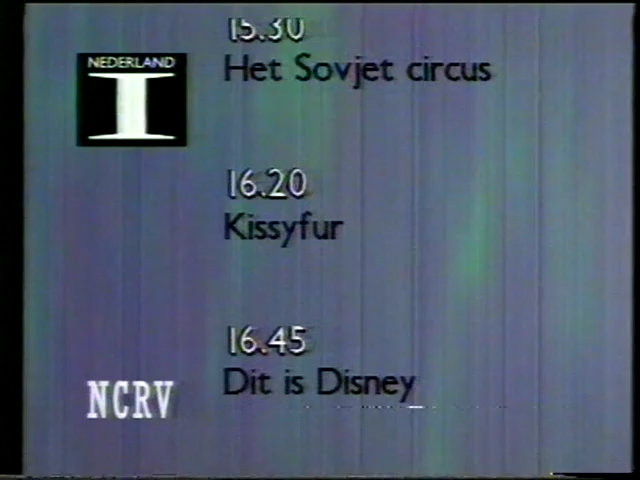 15.30
NEDERLAND
I
Het Sovjet circus
16.20
Kissyfur
16.45
Dit is Disney
NCRV